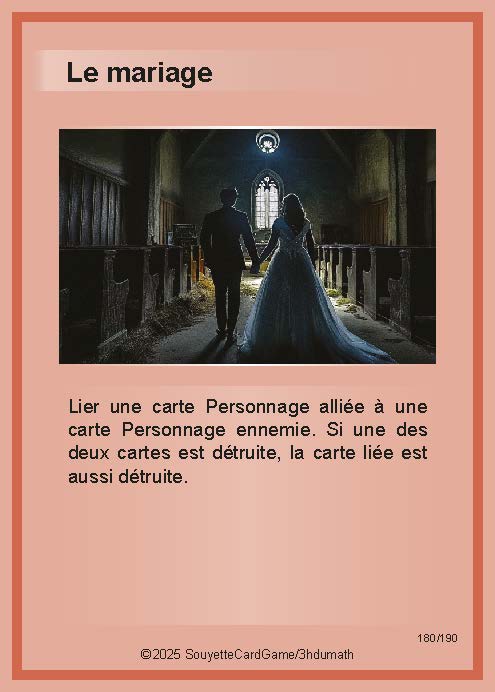 Le mariage
Lier une carte Personnage alliée à une
carte Personnage ennemie. Si une des
deux cartes est détruite, la carte liée est
aussi détruite.
180/190
©2025 SouyetteCardGame/3hdumath